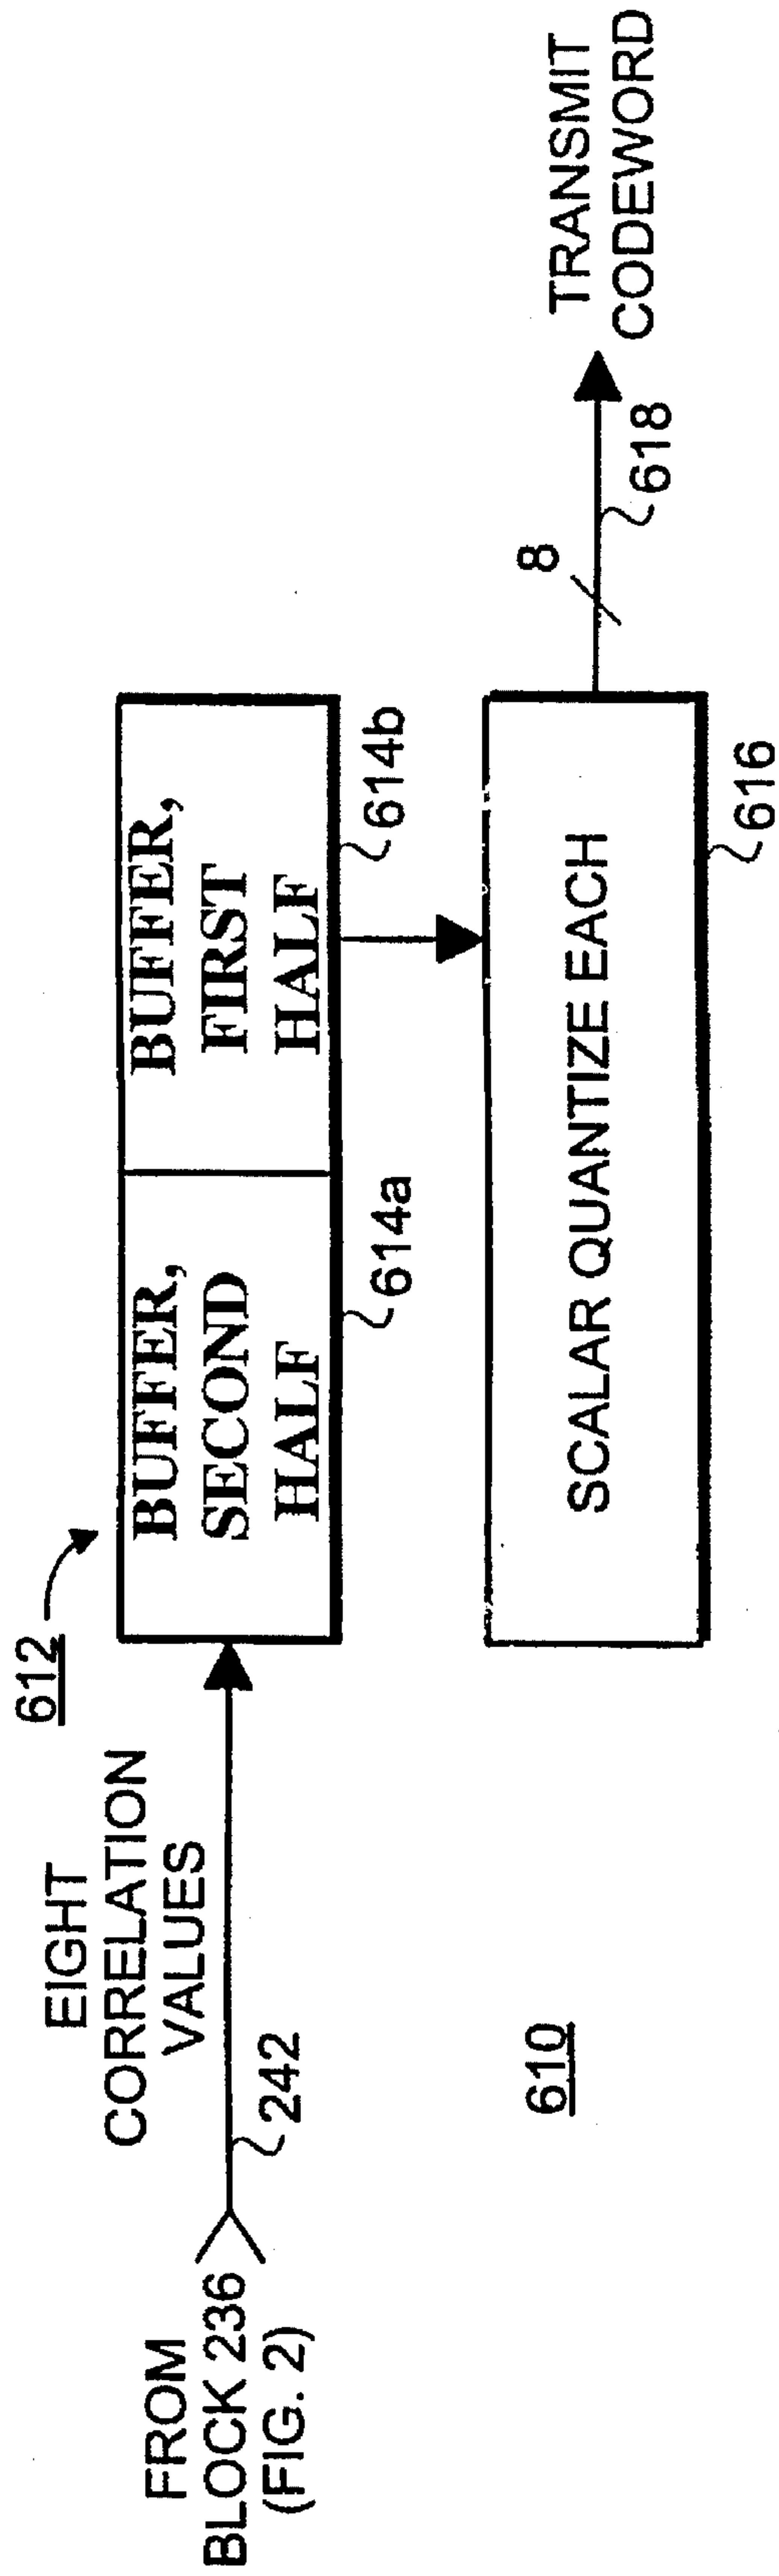 612
EIGHT
CORRELATION
VALUES
FROM
BLOCK 236
(FIG. 2)
242
BUFFER,
SECOND
HALF
614a
BUFFER,
FIRST
HALF
614b
SCALAR QUANTIZE EACH
616
8
618
TRANSMIT
CODEWORD
610